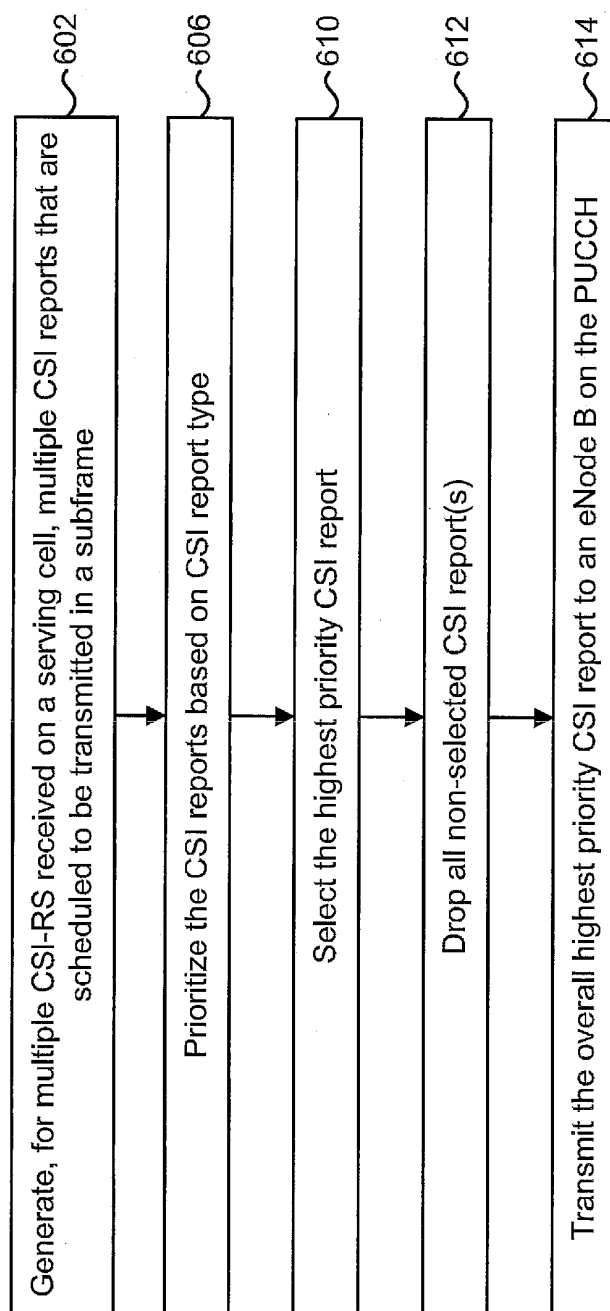 Generate, for multiple CSI-RS received on a serving cell, multiple CSI reports that are
scheduled to be transmitted in a subframe
602
Prioritize the CSI reports based on CSI report type
606
Select the highest priority CSI report
610
Drop all non-selected CSI report(s)
612
Transmit the overall highest priority CSI report to an eNode B on the PUCCH
614